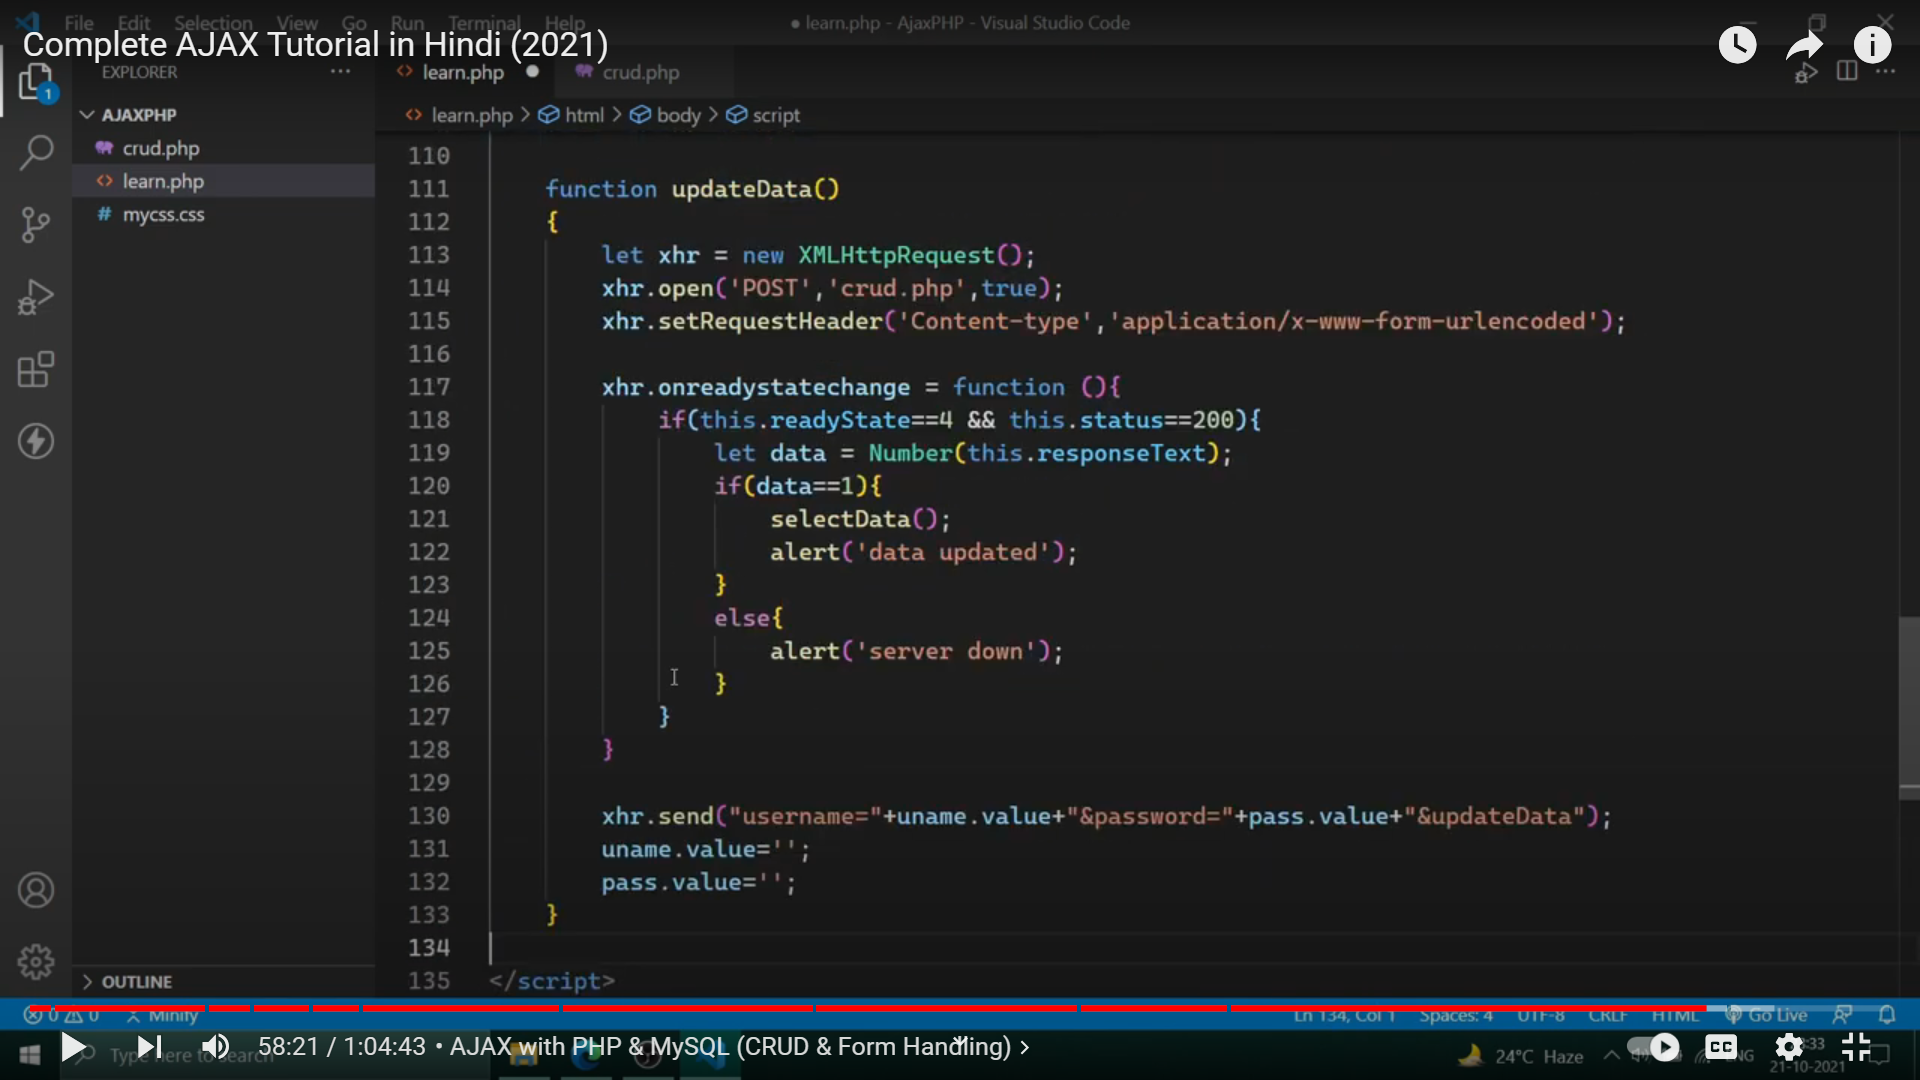 File Edit Selection View Go Run Terminal Help
● learn.php - AjaxPHP - Visual Studio Code
Complete AJAX Tutorial in Hindi (2021)
EXPLORER ···
learn.php ●
crud.php
1
AJAXPHP
crud.php
learn.php
mycss.css
learn.php > html > body > script
110
111 function updateData()
112 {
113 let xhr = new XMLHttpRequest();
114 xhr.open('POST','crud.php',true);
115 xhr.setRequestHeader('Content-type','application/x-www-form-urlencoded');
116
117 xhr.onreadystatechange = function (){
118 if(this.readyState==4 && this.status==200){
119 let data = Number(this.responseText);
120 if(data==1){
121 selectData();
122 alert('data updated');
123 }
124 else{
125 alert('server down');
126 }
127 }
128 }
129
130 xhr.send("username="+uname.value+"&password="+pass.value+"&updateData");
131 uname.value='';
132 pass.value='';
133 }
134
135 </script>
OUTLINE
0 0 Minify
Ln 134, Col 1 Spaces: 4 UTF-8 CRLF HTML Go Live
58:21 / 1:04:43 • AJAX with PHP & MySQL (CRUD & Form Handling) >
Type here to search
24°C Haze
CC
21-10-2021